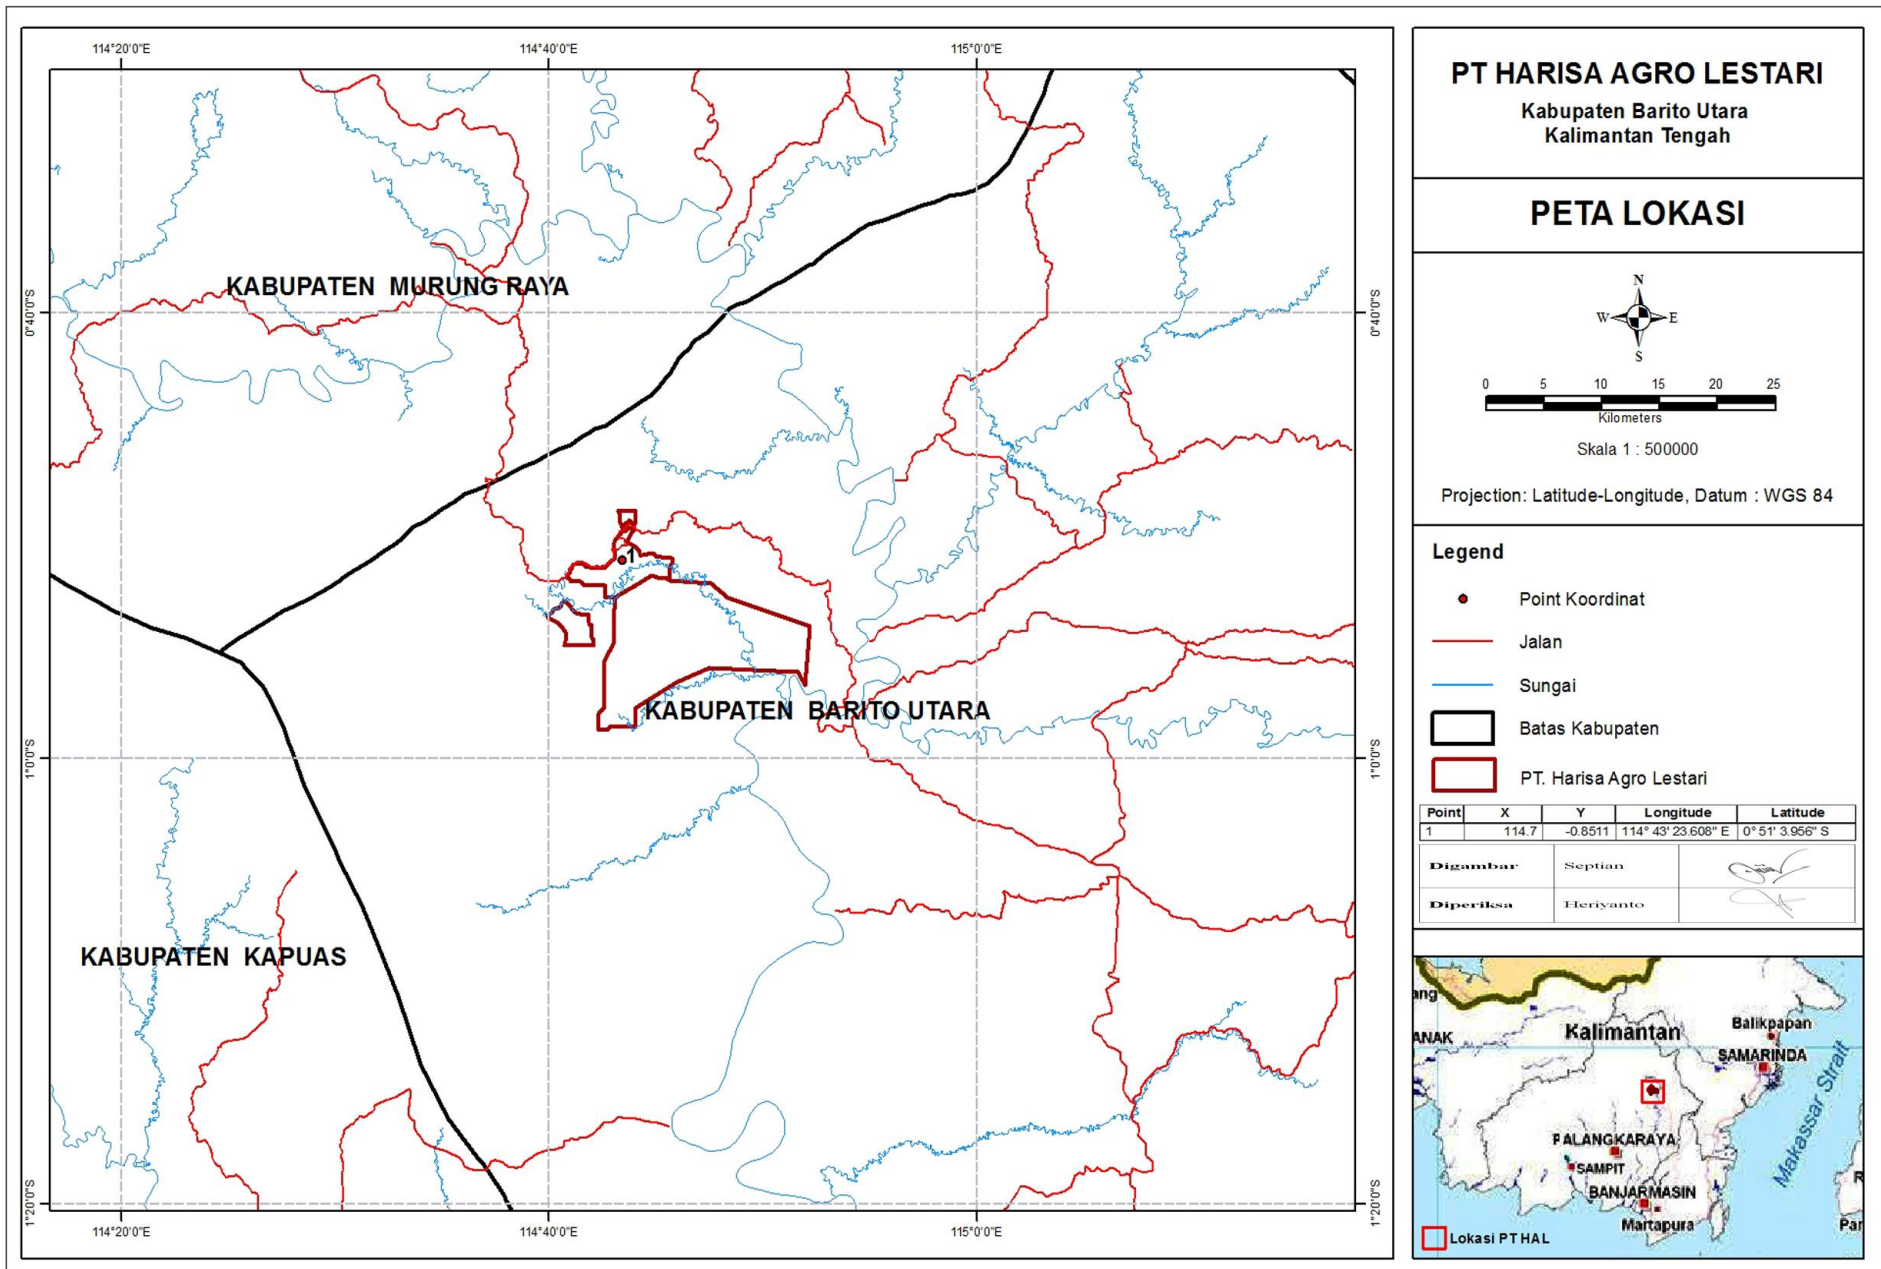 114°20'0"E
114°40'0"E
115°0'0"E
0°40'0"S
0°40'0"S
1°0'0"S
1°0'0"S
1°20'0"S
1°20'0"S
114°20'0"E
114°40'0"E
115°0'0"E
KABUPATEN MURUNG RAYA
1
KABUPATEN BARITO UTARA
KABUPATEN KAPUAS
PT HARISA AGRO LESTARI
Kabupaten Barito Utara
Kalimantan Tengah
PETA LOKASI
N
W E
S
0 5 10 15 20 25
Kilometers
Skala 1 : 500000
Projection: Latitude-Longitude, Datum : WGS 84
Legend
Point Koordinat
Jalan
Sungai
Batas Kabupaten
PT. Harisa Agro Lestari
Point X Y Longitude Latitude
1 114.7 -0.8511 114° 43' 23.608" E 0° 51' 3.956" S
Digambar Septian
Diperiksa Heriyanto
ang
Kalimantan
Balikpapan
ANAK
SAMARINDA
Makassar Strait
PALANGKARAYA
SAMPIT
BANJARMASIN
Martapura
R
Par
Lokasi PT HAL